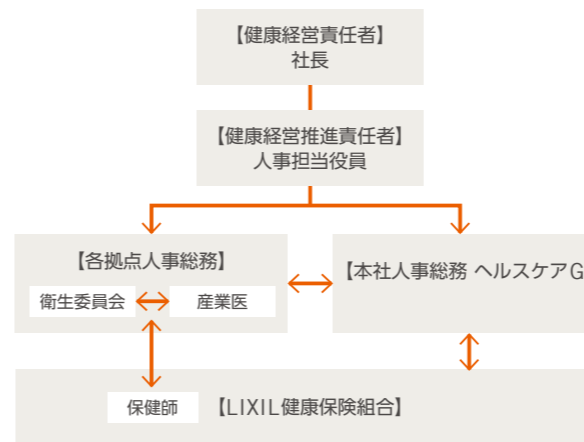 【健康経営責任者】
社長
【健康経営推進責任者】
人事担当役員
【各拠点人事総務】
衛生委員会
産業医
【本社人事総務 ヘルスケアG
保健師
【LIXIL健康保険組合】